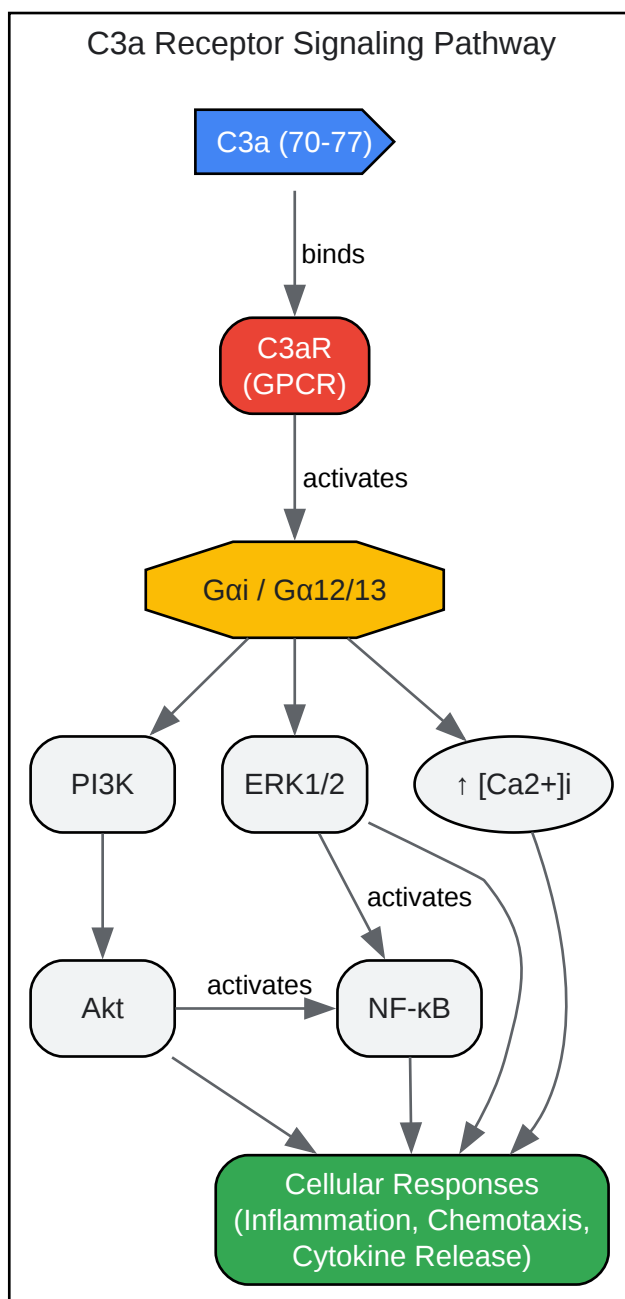 C3a Receptor Signaling Pathway
C3a (70-77)
binds
C3aR
(GPCR)
activates
Gαi / Gα12/13
PI3K
ERK1/2
↑ [Ca2+]i
activates
Akt
activates
NF-κB
Cellular Responses
(Inflammation, Chemotaxis,
Cytokine Release)